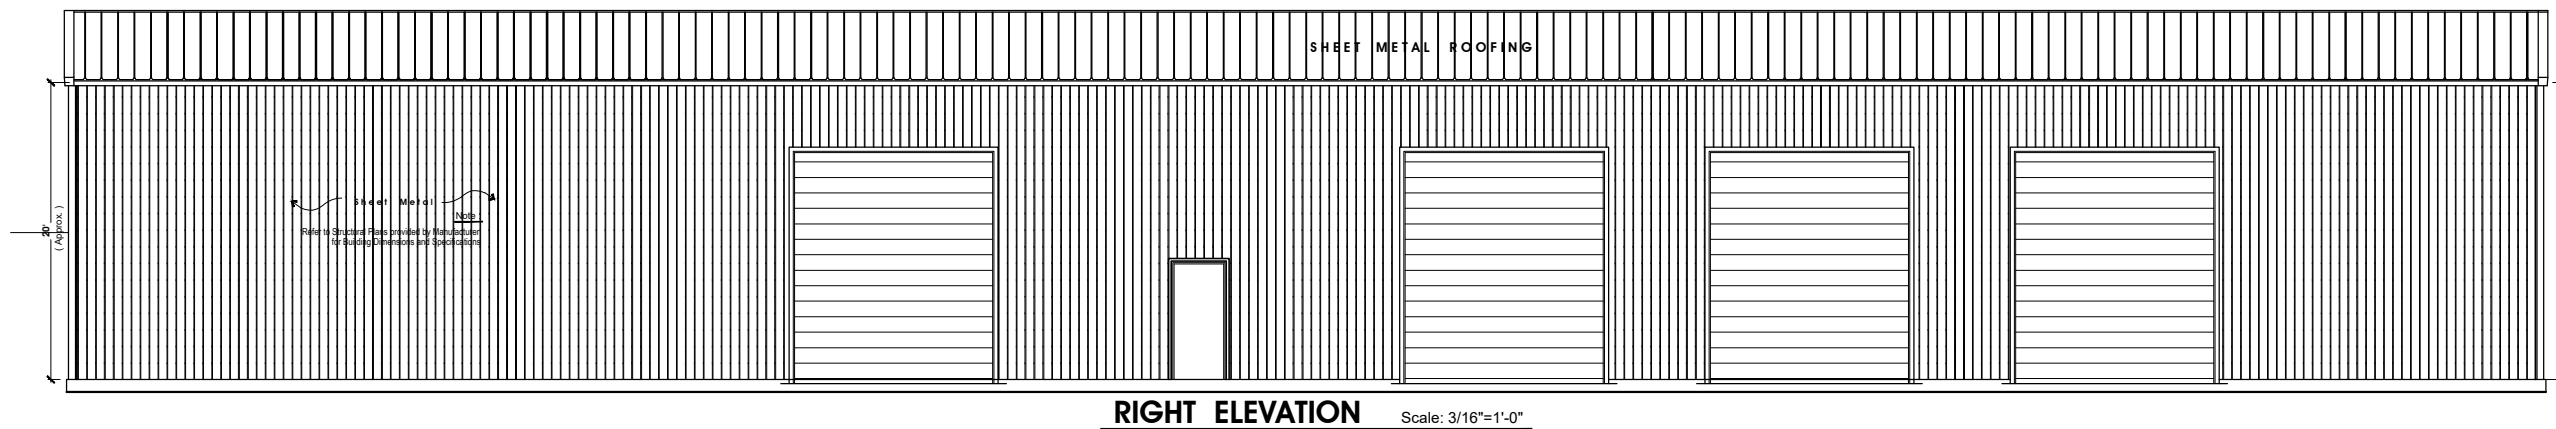 SHEET METAL ROOFING
Sheet Metal
Note :
Refer to Structural Plans provided by Manufacturer
for Building Dimensions and Specifications
20'
( Approx. )
RIGHT ELEVATION
Scale: 3/16"=1'-0"